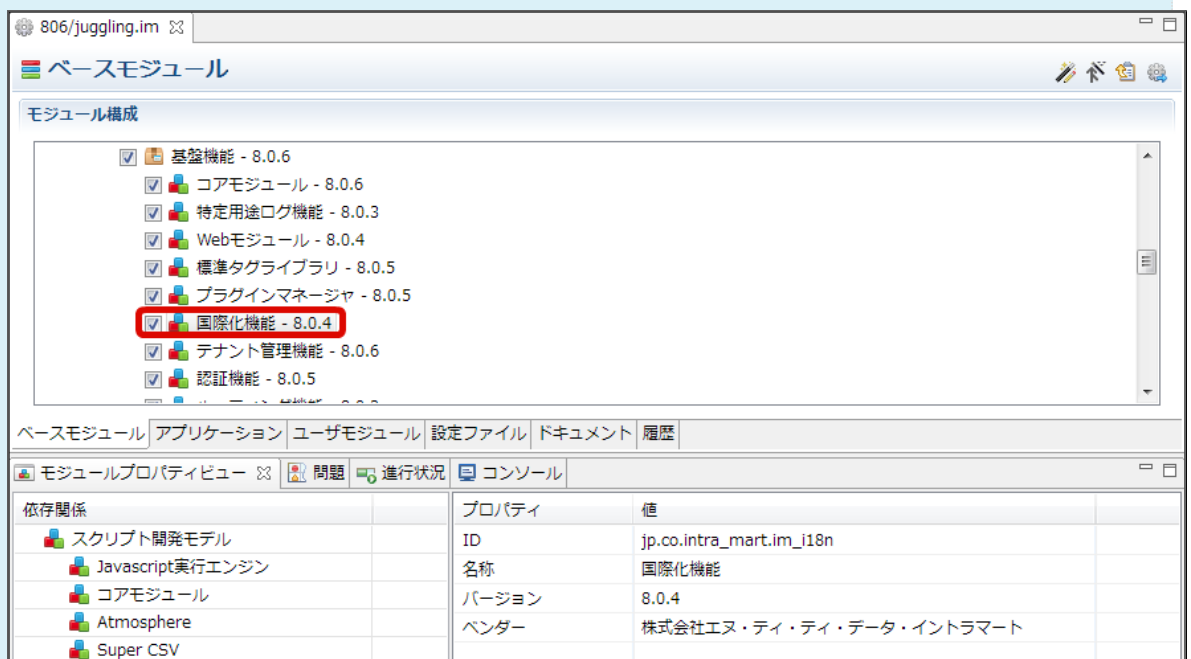 806/juggling.im
ベースモジュール
モジュール構成
基盤機能 - 8.0.6
コアモジュール - 8.0.6
特定用途ログ機能 - 8.0.3
Webモジュール - 8.0.4
標準タグライブラリ - 8.0.5
プラグインマネージャ - 8.0.5
国際化機能 - 8.0.4
テナント管理機能 - 8.0.6
認証機能 - 8.0.5
ベースモジュール アプリケーション ユーザモジュール 設定ファイル ドキュメント 履歴
モジュールプロパティビュー 問題 進行状況 コンソール
依存関係 プロパティ 値
スクリプト開発モデル ID jp.co.intra_mart.im_i18n
Javascript実行エンジン 名称 国際化機能
コアモジュール バージョン 8.0.4
Atmosphere ベンダー 株式会社エヌ・ティ・ティ・データ・イントラマート
Super CSV